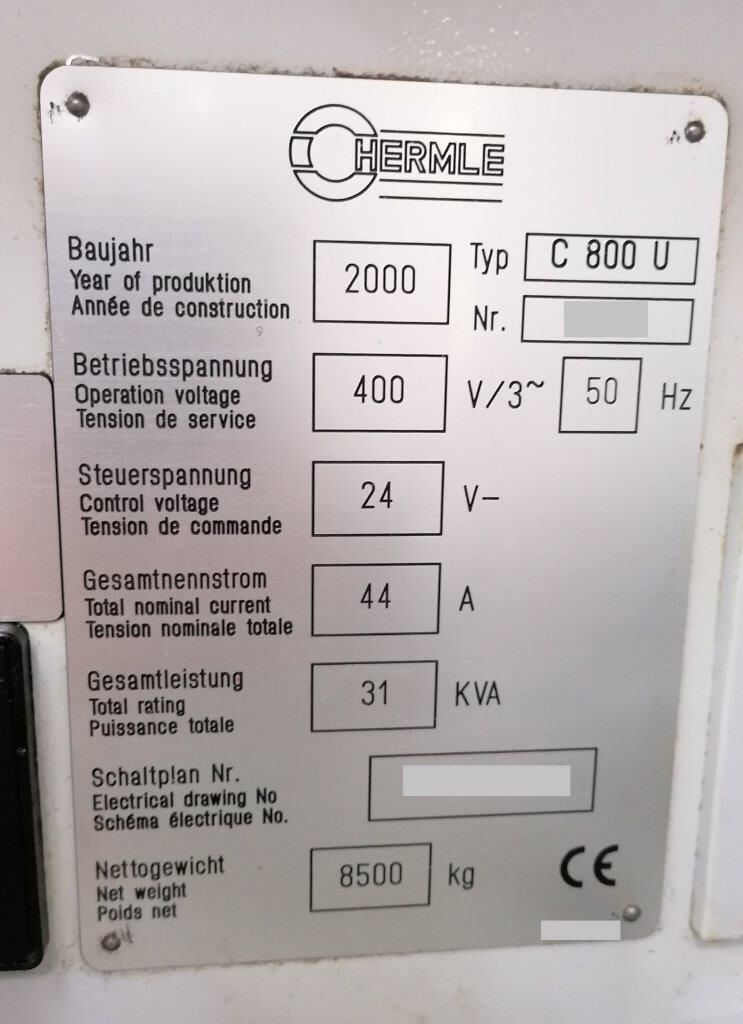 HERMLE
Baujahr
Year of produktion
Année de construction
2000
Typ C 800 U
Nr.
Betriebsspannung
Operation voltage
Tension de service
400 V/3~ 50 Hz
Steuerspannung
Control voltage
Tension de commande
24 V–
Gesamtnennstrom
Total nominal current
Tension nominale totale
44 A
Gesamtleistung
Total rating
Puissance totale
31 KVA
Schaltplan Nr.
Electrical drawing No
Schéma électrique No.
Nettogewicht
Net weight
Poids net
8500 kg
CE